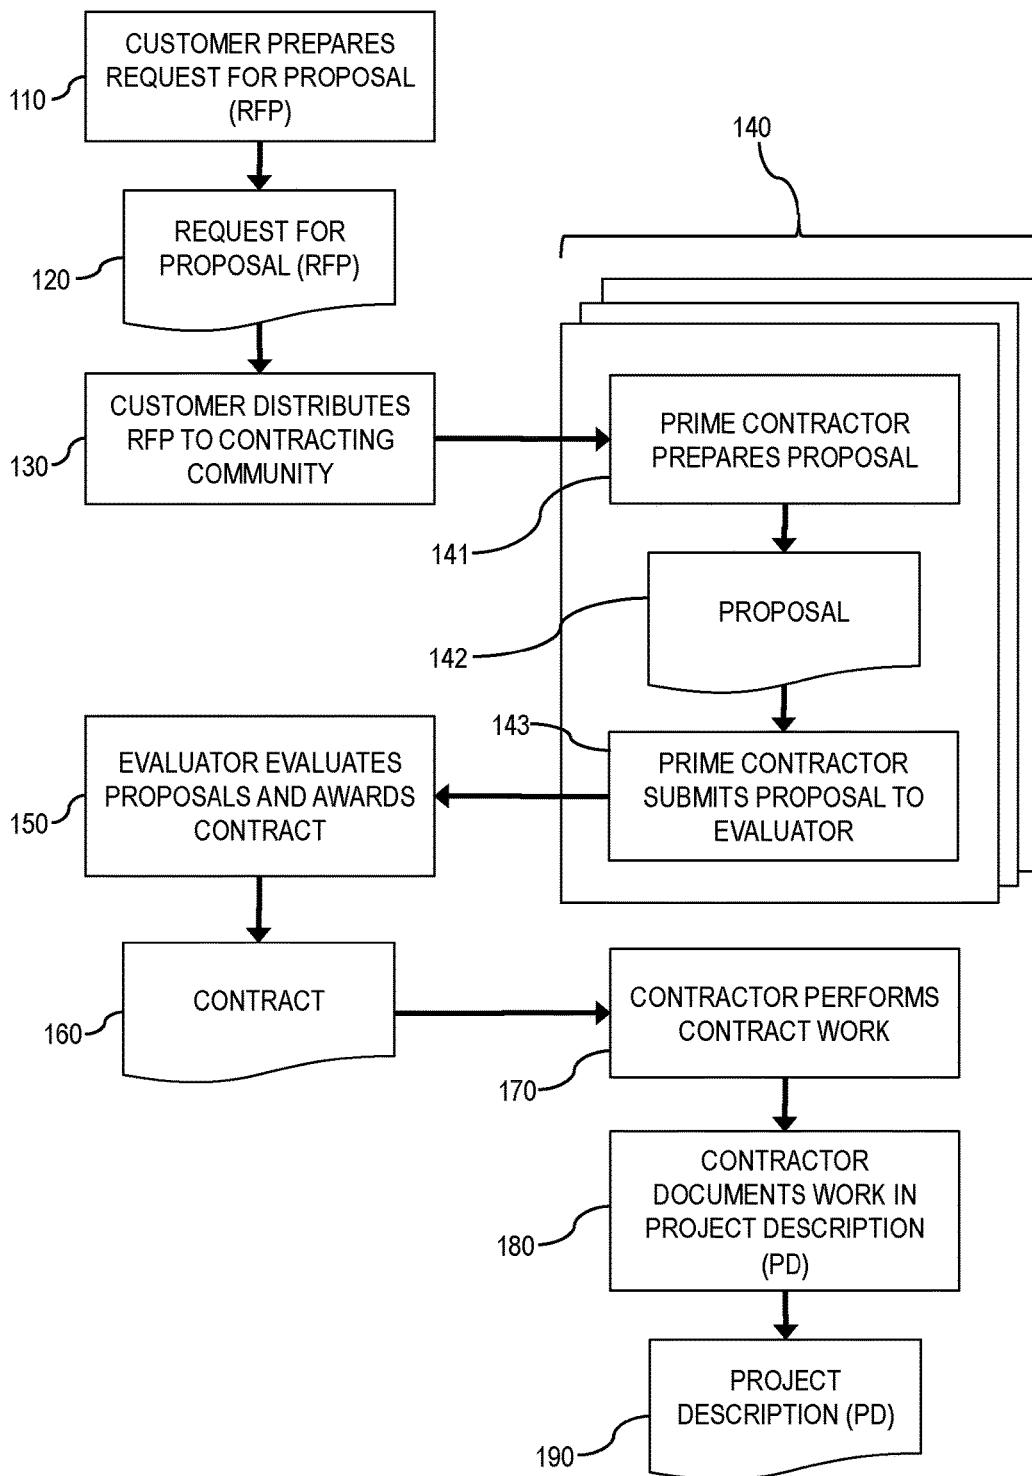 CUSTOMER PREPARES
REQUEST FOR PROPOSAL
(RFP)
110
140
REQUEST FOR
PROPOSAL (RFP)
120
CUSTOMER DISTRIBUTES
RFP TO CONTRACTING
COMMUNITY
130
PRIME CONTRACTOR
PREPARES PROPOSAL
141
PROPOSAL
142
143
PRIME CONTRACTOR
SUBMITS PROPOSAL TO
EVALUATOR
EVALUATOR EVALUATES
PROPOSALS AND AWARDS
CONTRACT
150
CONTRACT
160
CONTRACTOR PERFORMS
CONTRACT WORK
170
CONTRACTOR
DOCUMENTS WORK IN
PROJECT DESCRIPTION
(PD)
180
PROJECT
DESCRIPTION (PD)
190